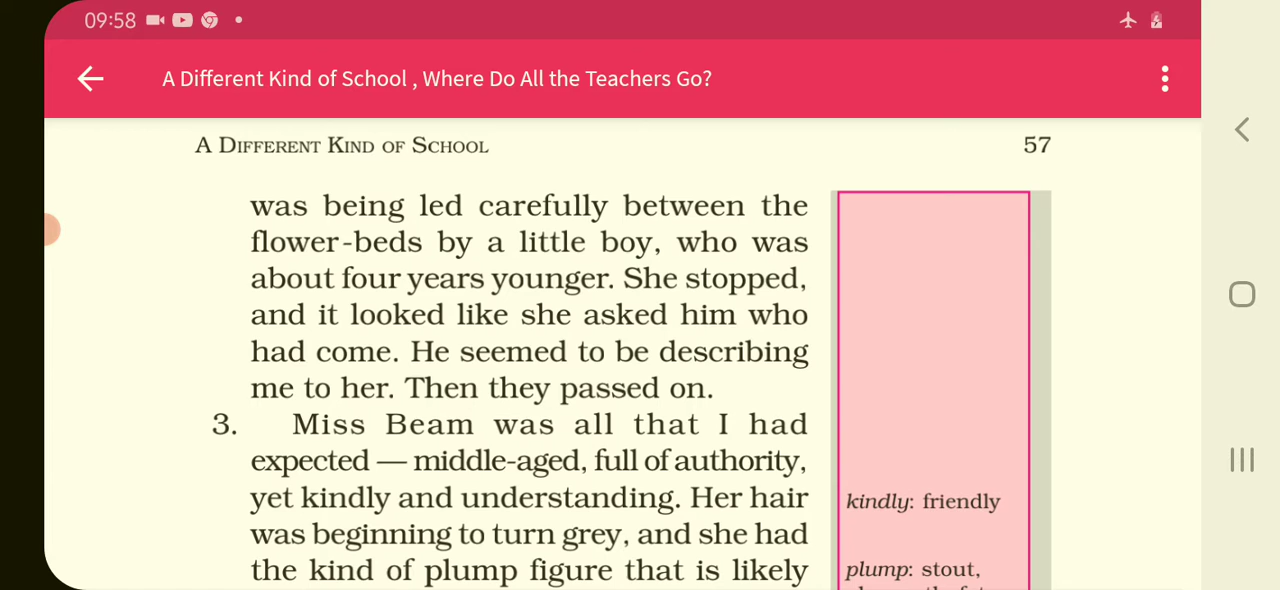 09:58
A Different Kind of School , Where Do All the Teachers Go?
A DIFFERENT KIND OF SCHOOL 57
was being led carefully between the
flower-beds by a little boy, who was
about four years younger. She stopped,
and it looked like she asked him who
had come. He seemed to be describing
me to her. Then they passed on.
3. Miss Beam was all that I had
expected — middle-aged, full of authority,
yet kindly and understanding. Her hair
was beginning to turn grey, and she had
the kind of plump figure that is likely
kindly: friendly
plump: stout,